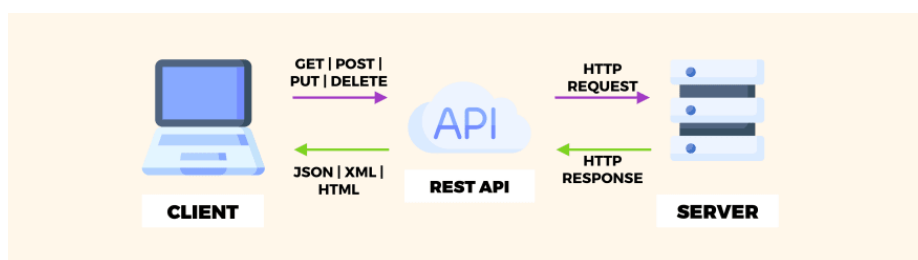 GET | POST |
PUT | DELETE
HTTP
REQUEST
API
JSON | XML |
HTML
HTTP
RESPONSE
REST API
CLIENT
SERVER